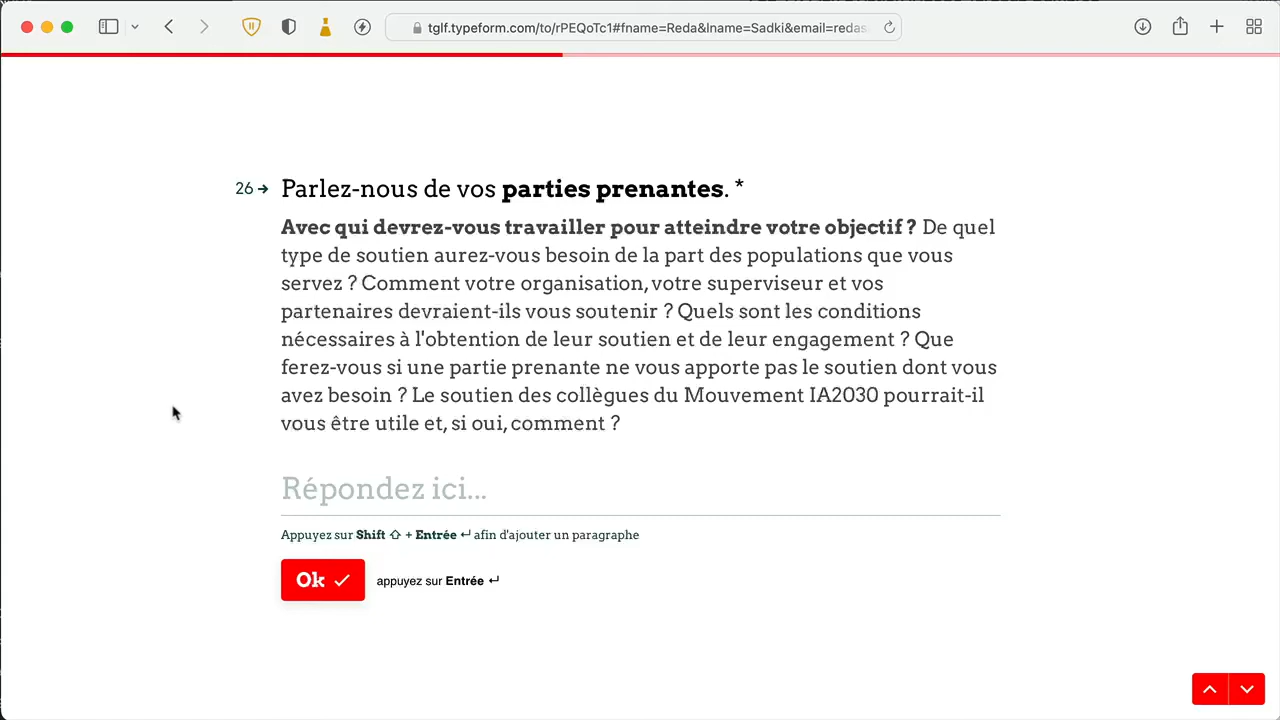 tglf.typeform.com/to/rPEQoTc1#fname=Reda&lname=Sadki&email=redas
26 → Parlez-nous de vos parties prenantes. *
Avec qui devrez-vous travailler pour atteindre votre objectif ? De quel
type de soutien aurez-vous besoin de la part des populations que vous
servez ? Comment votre organisation, votre superviseur et vos
partenaires devraient-ils vous soutenir ? Quels sont les conditions
nécessaires à l'obtention de leur soutien et de leur engagement ? Que
ferez-vous si une partie prenante ne vous apporte pas le soutien dont vous
avez besoin ? Le soutien des collègues du Mouvement IA2030 pourrait-il
vous être utile et, si oui, comment ?
Répondez ici...
Appuyez sur Shift ⇧ + Entrée ↵ afin d'ajouter un paragraphe
Ok ✓ appuyez sur Entrée ↵